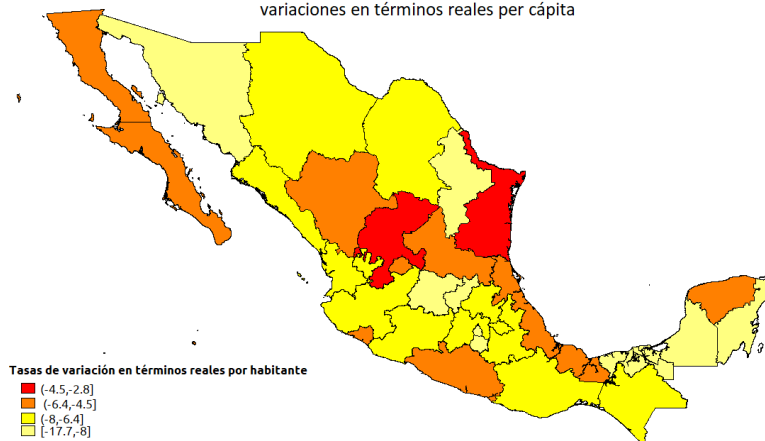 variaciones en términos reales per cápita
Tasas de variación en términos reales por habitante
(-4.5,-2.8]
(-6.4,-4.5]
(-8,-6.4]
[-17.7,-8]